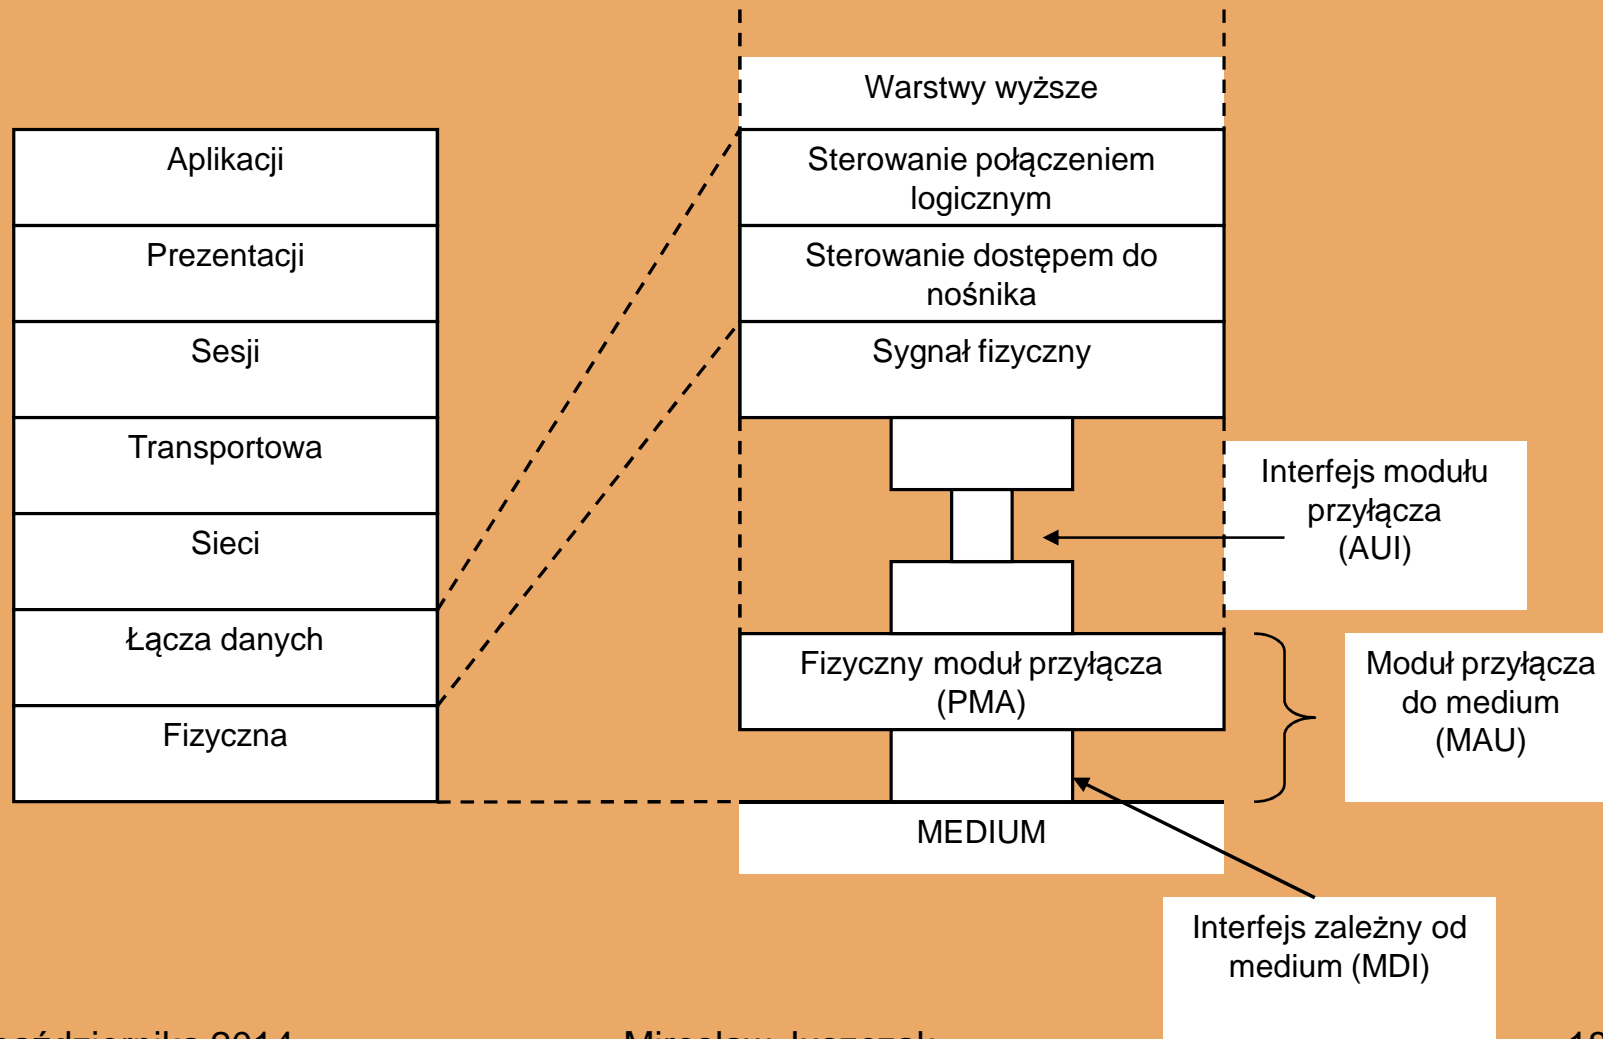 Warstwy wyższe
Aplikacji
Prezentacji
Sesji
Transportowa
Sieci
Łącza danych
Fizyczna
Sterowanie połączeniem
logicznym
Sterowanie dostępem do
nośnika
Sygnał fizyczny
Interfejs modułu
przyłącza
(AUI)
Fizyczny moduł przyłącza
(PMA)
Moduł przyłącza
do medium
(MAU)
MEDIUM
Interfejs zależny od
medium (MDI)
2014